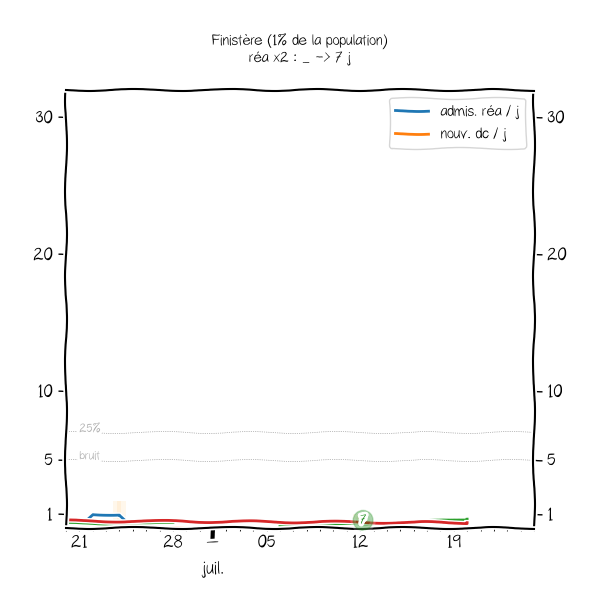 Finistère (1% de la population)
réa x2 : _ -> 7 j
admis. réa / j
nouv. dc / j
30 30
20 20
10 10
25%
5 bruit 5
1 7 1
21 28 05 12 19
juil.